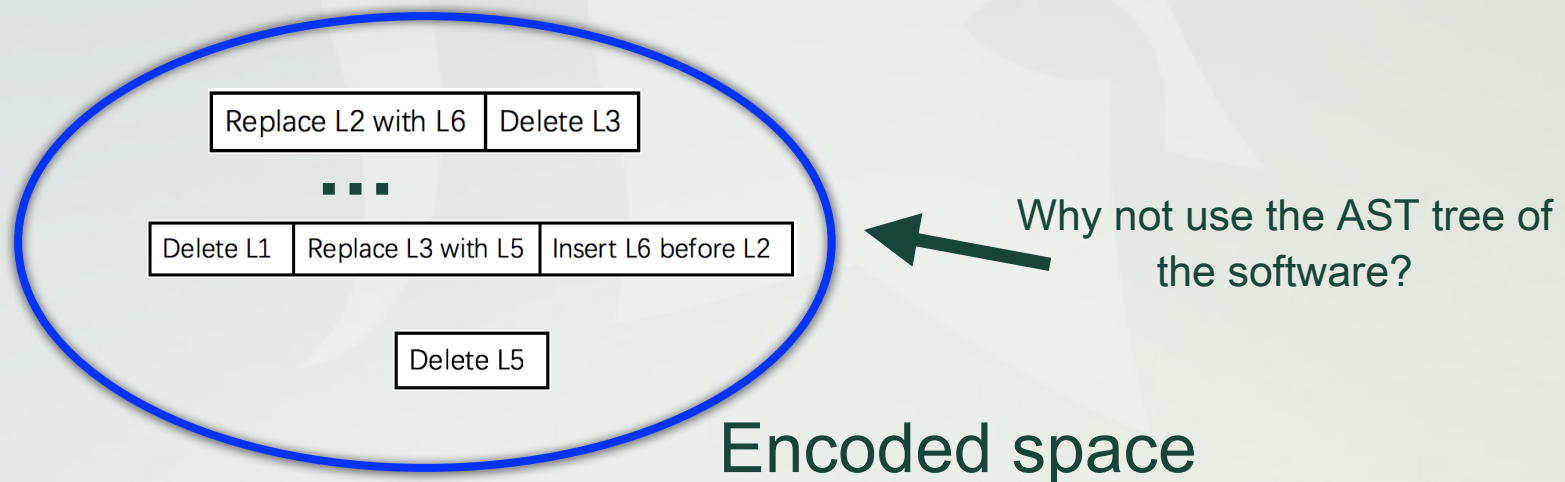 Replace L2 with L6 Delete L3
...
Delete L1 Replace L3 with L5 Insert L6 before L2
Why not use the AST tree of
the software?
Delete L5
Encoded space